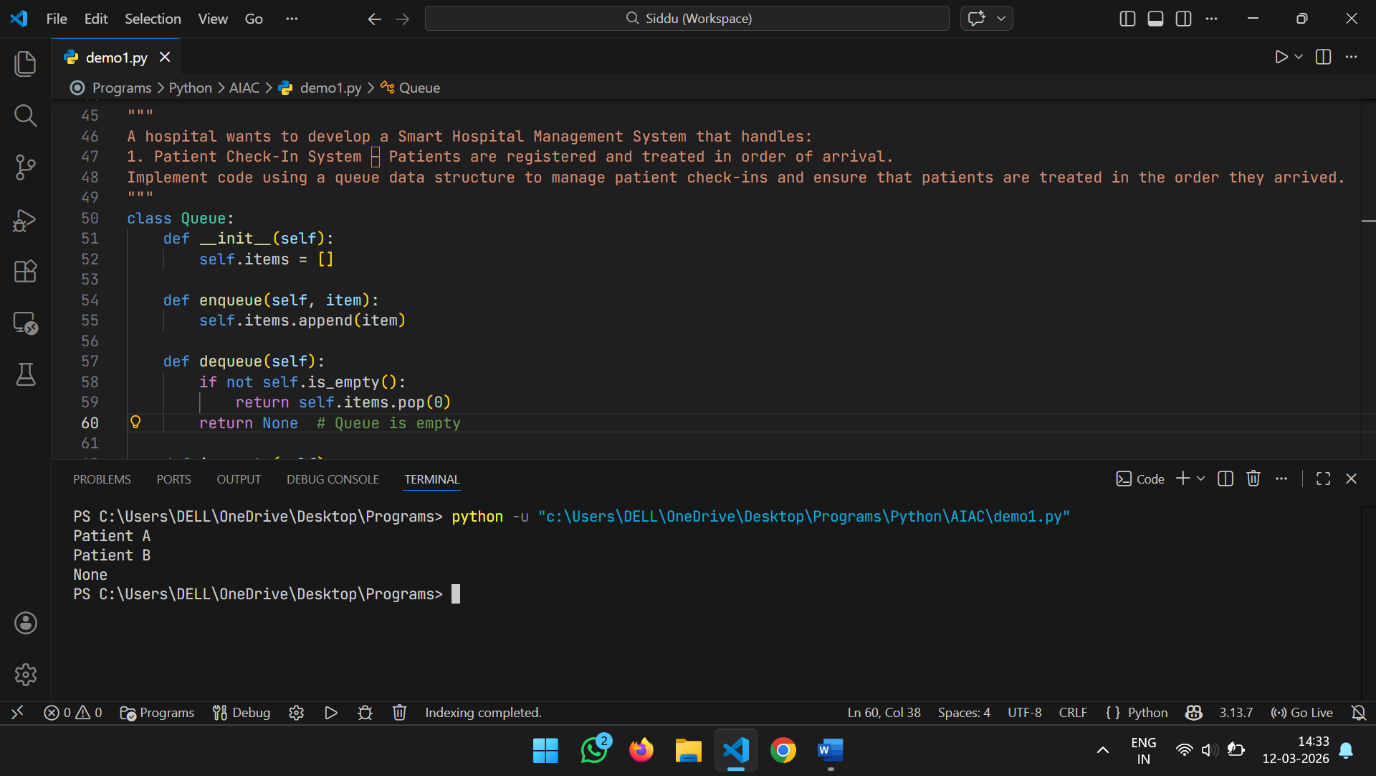 File Edit Selection View Go
Siddu (Workspace)
demo1.py
Programs > Python > AIAC > demo1.py > Queue
45 """
46 A hospital wants to develop a Smart Hospital Management System that handles:
47 1. Patient Check-In System – Patients are registered and treated in order of arrival.
48 Implement code using a queue data structure to manage patient check-ins and ensure that patients are treated in the order they arrived.
49 """
50 class Queue:
51 def __init__(self):
52 self.items = []
53
54 def enqueue(self, item):
55 self.items.append(item)
56
57 def dequeue(self):
58 if not self.is_empty():
59 return self.items.pop(0)
60 return None # Queue is empty
61
PROBLEMS PORTS OUTPUT DEBUG CONSOLE TERMINAL
Code
PS C:\Users\DELL\OneDrive\Desktop\Programs> python -u "c:\Users\DELL\OneDrive\Desktop\Programs\Python\AIAC\demo1.py"
Patient A
Patient B
None
PS C:\Users\DELL\OneDrive\Desktop\Programs>
0 0 Programs Debug Indexing completed.
Ln 60, Col 38 Spaces: 4 UTF-8 CRLF { } Python 3.13.7 Go Live
2
ENG
IN
14:33
12-03-2026